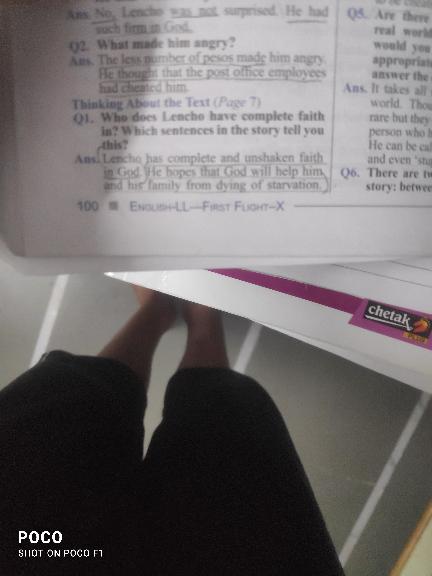 Ans. No, Lencho was not surprised. He had
such firm in God.
Q2. What made him angry?
Ans. The less number of pesos made him angry.
He thought that the post office employees
had cheated him.
Thinking About the Text (Page 7)
Q1. Who does Lencho have complete faith
in? Which sentences in the story tell you
this?
Ans. Lencho has complete and unshaken faith
in God. He hopes that God will help him
and his family from dying of starvation.
100 ENGLISH-LL—FIRST FLIGHT—X
Q5. Are there
real world
would you
appropriate
answer the
Ans. It takes all
world. Thou
rare but they
person who h
He can be cal
and even 'stu
Q6. There are tw
story: betwee
chetak
PLUS
POCO
SHOT ON POCO F1